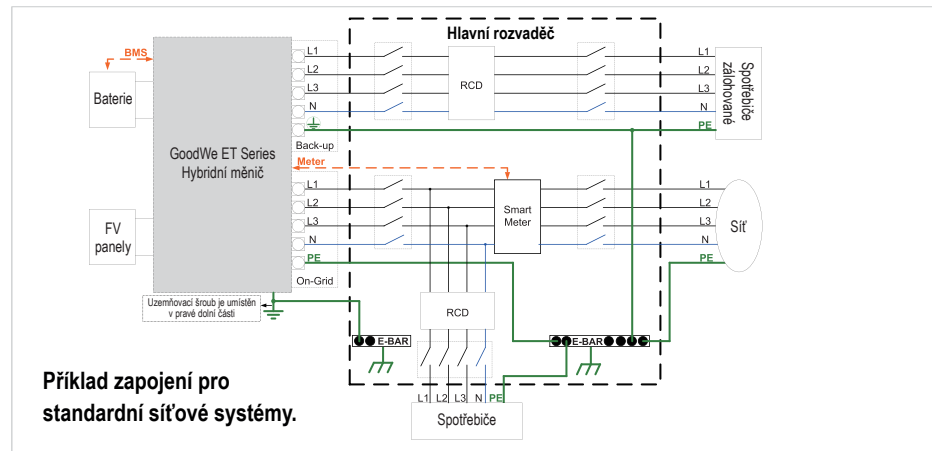 Hlavní rozvaděč
BMS
Baterie
GoodWe ET Series
Hybridní měnič
FV
panely
L1
L2
L3
N
Back-up
RCD
L1
L2
L3
N
PE
Spotřebiče
zálohované
Meter
L1
L2
L3
N
PE
On-Grid
Smart
Meter
L1
L2
L3
N
PE
Síť
Uzemňovací šroub je umístěn
v pravé dolní části
RCD
E-BAR
E-BAR
L1 L2 L3 N PE
Spotřebiče
Příklad zapojení pro
standardní síťové systémy.